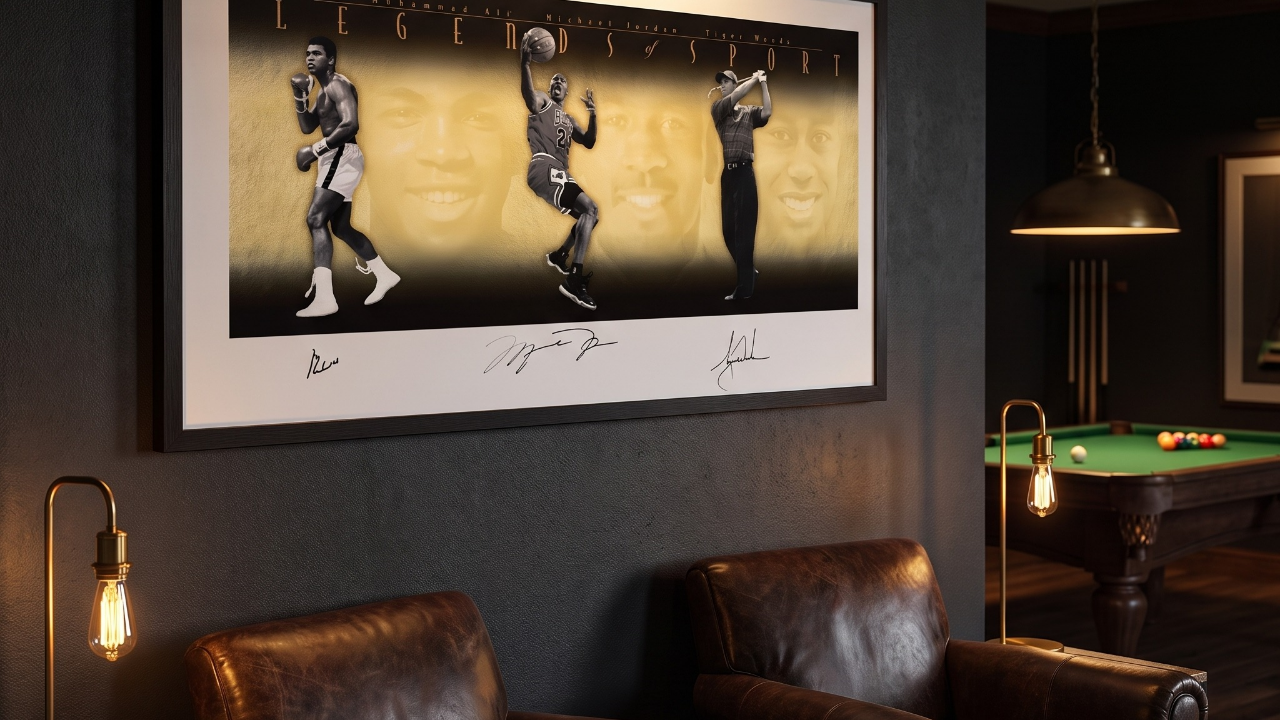 Muhammad Ali Michael Jordan Tiger Woods
LEGENDS of SPORT